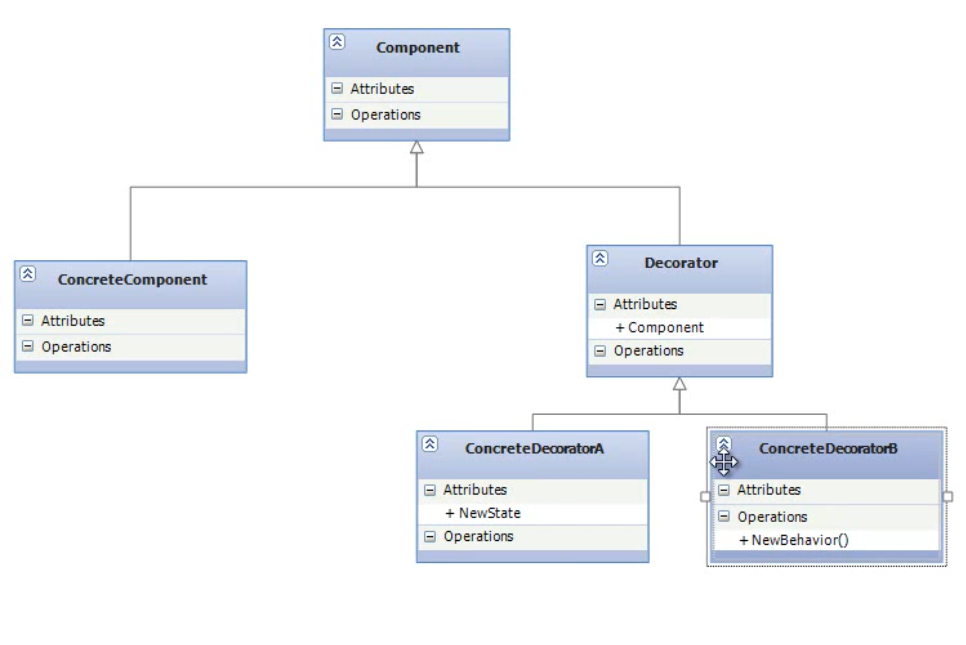 Component
Attributes
Operations
ConcreteComponent
Attributes
Operations
Decorator
Attributes
+ Component
Operations
ConcreteDecoratorA
Attributes
+ NewState
Operations
ConcreteDecoratorB
Attributes
Operations
+ NewBehavior()